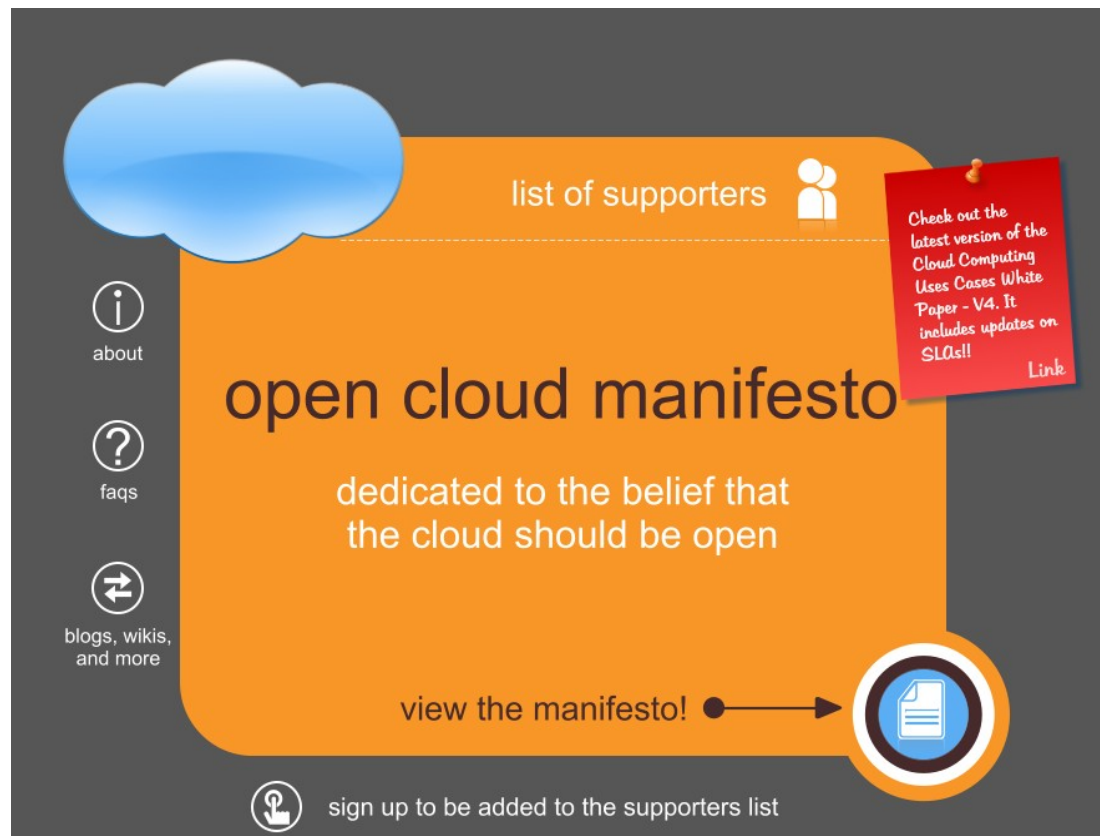 list of supporters
Check out the
latest version of the
Cloud Computing
Uses Cases White
Paper - V4. It
includes updates on
SLAs!!
Link
about
open cloud manifesto
faqs
dedicated to the belief that
the cloud should be open
blogs, wikis,
and more
view the manifesto!
sign up to be added to the supporters list